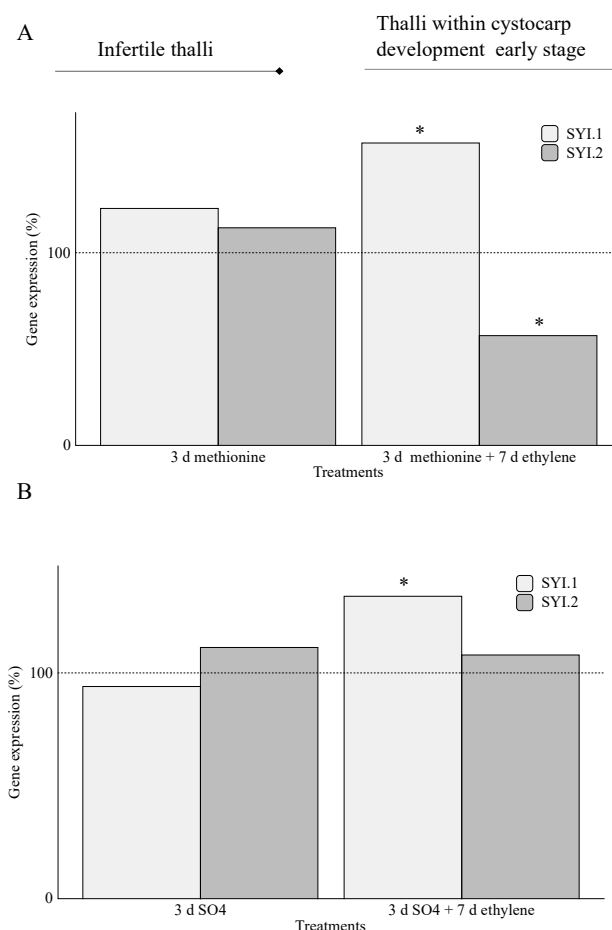 A
Infertile thalli
Thalli within cystocarp
development early stage
*
SYI.1
SYI.2
Gene expression (%)
100
*
0
3 d methionine
3 d methionine + 7 d ethylene
Treatments
B
*
SYI.1
SYI.2
Gene expression (%)
100
0
3 d SO4
3 d SO4 + 7 d ethylene
Treatments